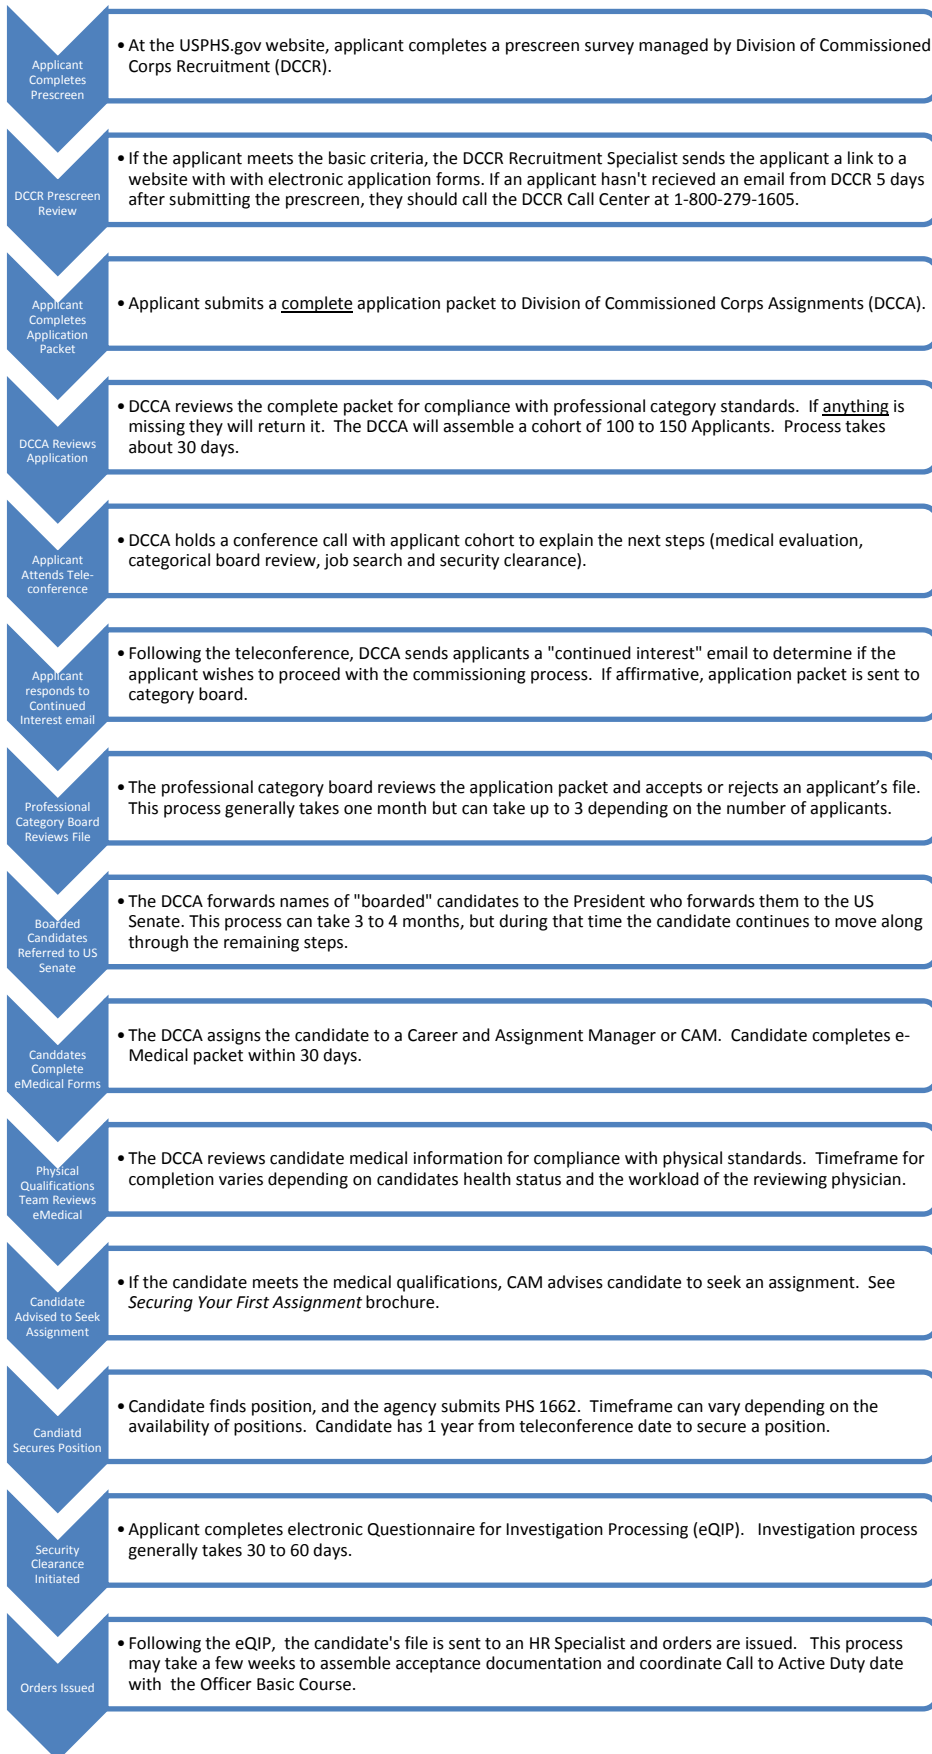 Applicant
Completes
Prescreen
• At the USPHS.gov website, applicant completes a prescreen survey managed by Division of Commissioned
Corps Recruitment (DCCR).
DCCR Prescreen
Review
• If the applicant meets the basic criteria, the DCCR Recruitment Specialist sends the applicant a link to a
website with with electronic application forms. If an applicant hasn't recieved an email from DCCR 5 days
after submitting the prescreen, they should call the DCCR Call Center at 1-800-279-1605.
Applicant
Completes
Application
Packet
• Applicant submits a complete application packet to Division of Commissioned Corps Assignments (DCCA).
DCCA Reviews
Application
• DCCA reviews the complete packet for compliance with professional category standards.  If anything is
missing they will return it.  The DCCA will assemble a cohort of 100 to 150 Applicants.  Process takes
about 30 days.
Applicant
Attends Tele-
conference
• DCCA holds a conference call with applicant cohort to explain the next steps (medical evaluation,
categorical board review, job search and security clearance).
Applicant
responds to
Continued
Interest email
• Following the teleconference, DCCA sends applicants a "continued interest" email to determine if the
applicant wishes to proceed with the commissioning process.  If affirmative, application packet is sent to
category board.
Professional
Category Board
Reviews File
• The professional category board reviews the application packet and accepts or rejects an applicant’s file.
This process generally takes one month but can take up to 3 depending on the number of applicants.
Boarded
Candidates
Referred to US
Senate
• The DCCA forwards names of "boarded" candidates to the President who forwards them to the US
Senate. This process can take 3 to 4 months, but during that time the candidate continues to move along
through the remaining steps.
Canddates
Complete
eMedical Forms
• The DCCA assigns the candidate to a Career and Assignment Manager or CAM.  Candidate completes e-
Medical packet within 30 days.
Physical
Qualifications
Team Reviews
eMedical
• The DCCA reviews candidate medical information for compliance with physical standards.  Timeframe for
completion varies depending on candidates health status and the workload of the reviewing physician.
Candidate
Advised to Seek
Assignment
• If the candidate meets the medical qualifications, CAM advises candidate to seek an assignment.  See
Securing Your First Assignment brochure.
Candiatd
Secures Position
• Candidate finds position, and the agency submits PHS 1662.  Timeframe can vary depending on the
availability of positions.  Candidate has 1 year from teleconference date to secure a position.
Security
Clearance
Initiated
• Applicant completes electronic Questionnaire for Investigation Processing (eQIP).   Investigation process
generally takes 30 to 60 days.
Orders Issued
• Following the eQIP,  the candidate's file is sent to an HR Specialist and orders are issued.   This process
may take a few weeks to assemble acceptance documentation and coordinate Call to Active Duty date
with  the Officer Basic Course.